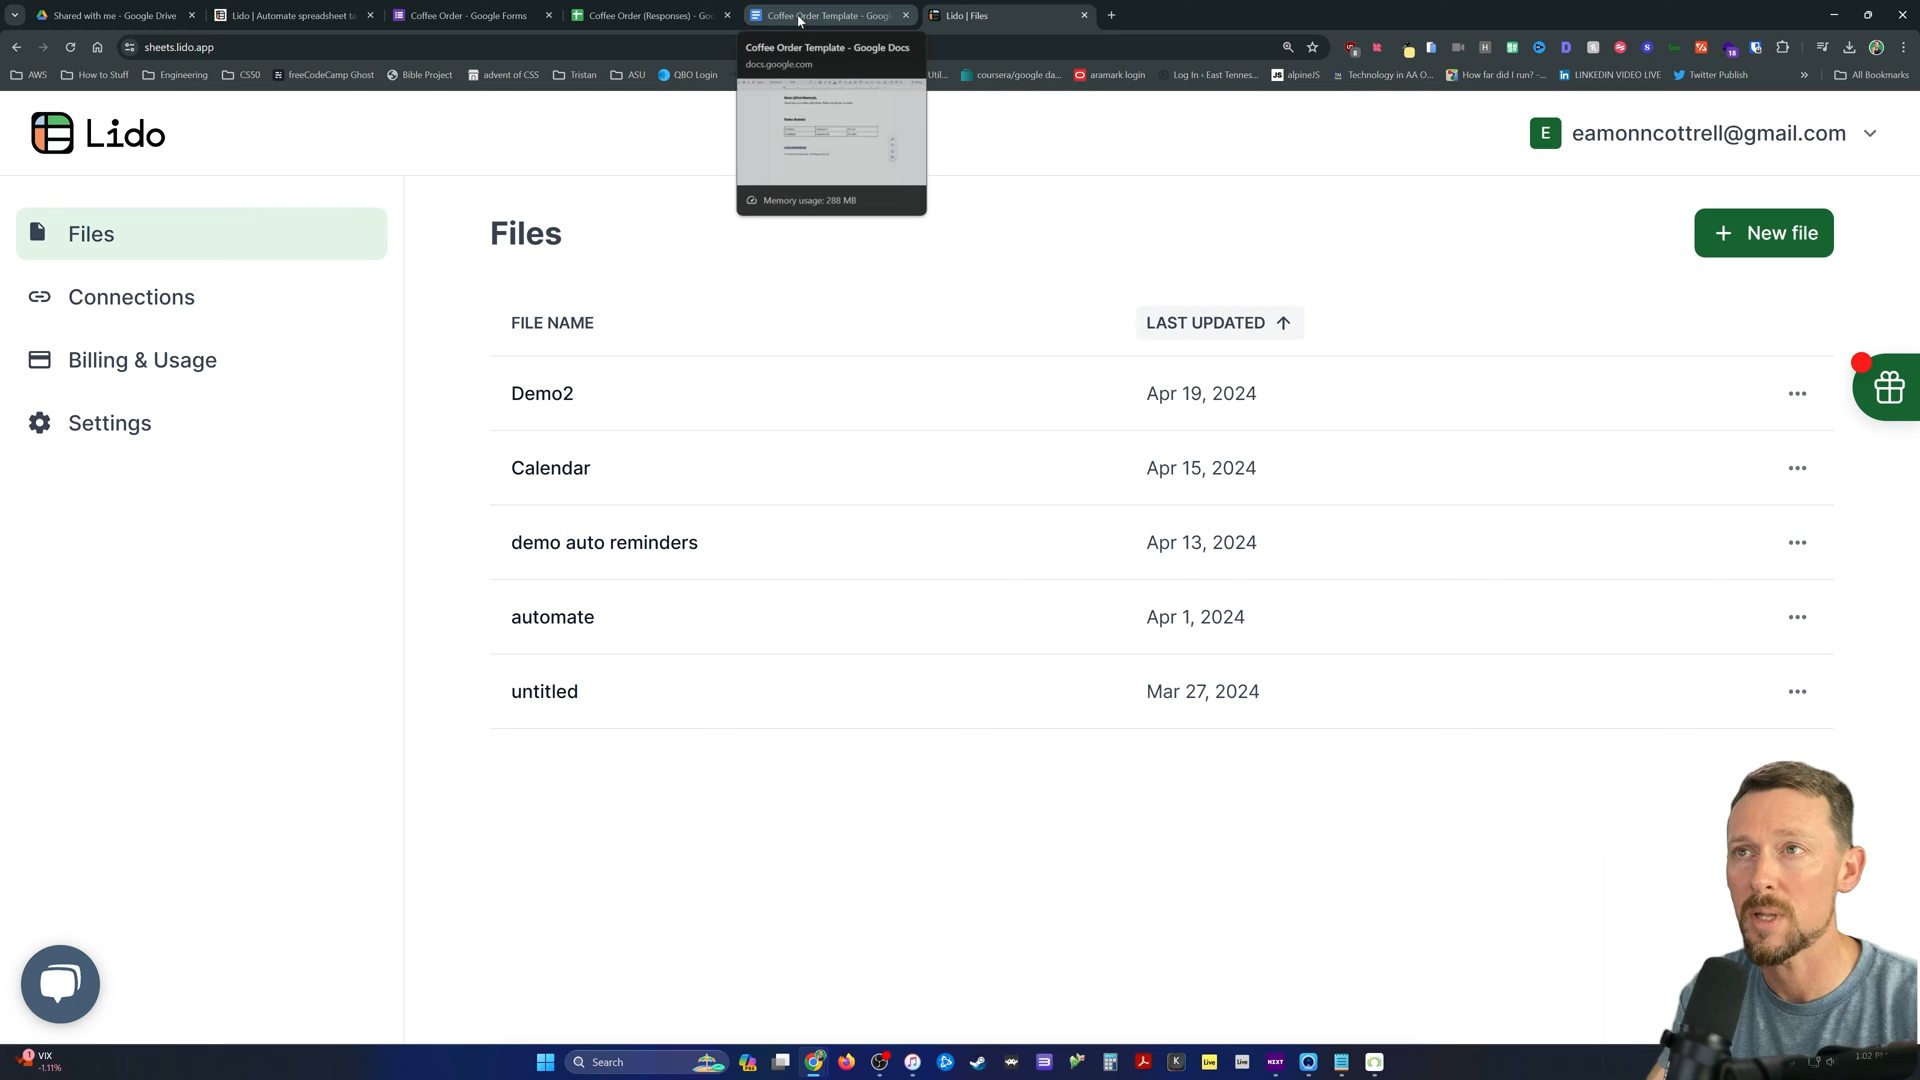 Shared with me - Google Drive
Lido | Automate spreadsheet ta
Coffee Order - Google Forms
Coffee Order (Responses) - Goo
Coffee Order Template - Googl
Lido | Files
sheets.lido.app
Coffee Order Template - Google Docs
docs.google.com
Memory usage: 288 MB
AWS
How to Stuff
Engineering
CS50
freeCodeCamp Ghost
Bible Project
advent of CSS
Tristan
ASU
QBO Login
Util...
coursera/google da...
aramark login
Log In ‹ East Tennes...
alpineJS
Technology in AA O...
How far did I run? -...
LINKEDIN VIDEO LIVE
Twitter Publish
»
All Bookmarks
Lido
E
eamonncottrell@gmail.com
Files
Connections
Billing & Usage
Settings
Files
+ New file
FILE NAME
LAST UPDATED
Demo2
Apr 19, 2024
Calendar
Apr 15, 2024
demo auto reminders
Apr 13, 2024
automate
Apr 1, 2024
untitled
Mar 27, 2024
1
VIX
-1.11%
Search
1:02 PM